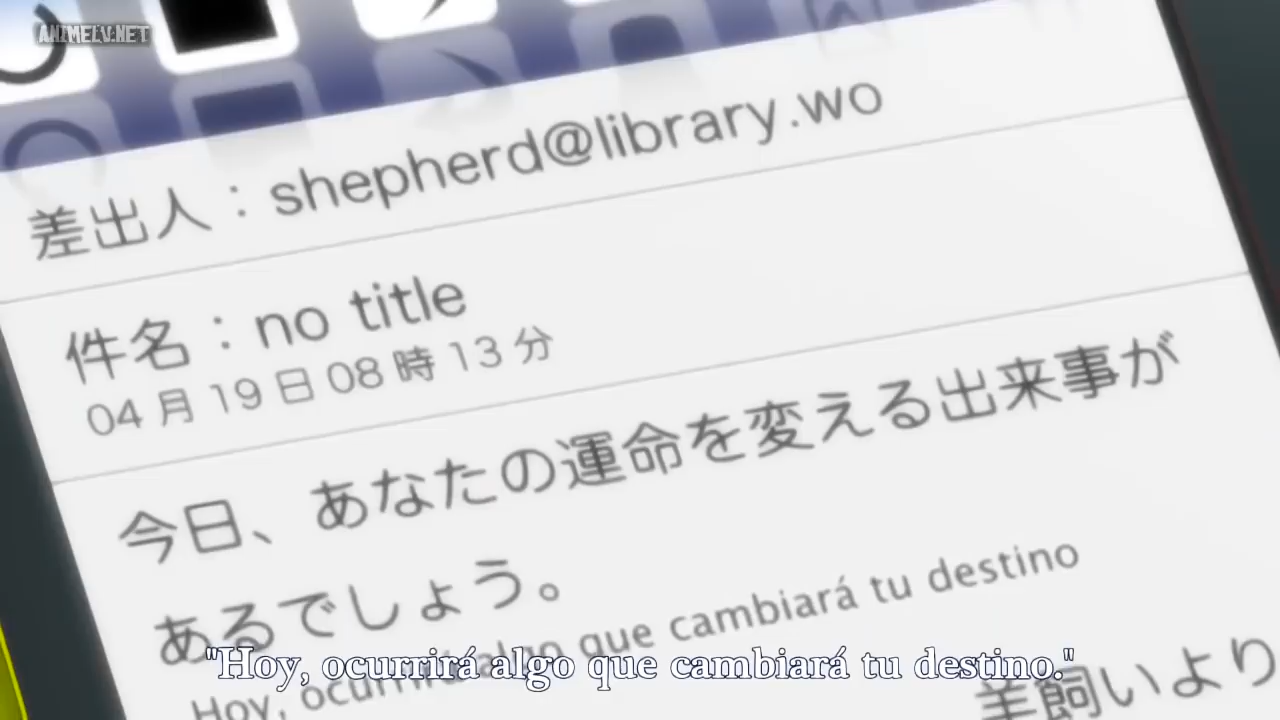 ANIMELV.NET
差出人：shepherd@library.wo
件名：no title
04月19日08時13分
今日、あなたの運命を変える出来事が
あるでしょう。
Hoy, ocurrirá algo que cambiará tu destino
"Hoy, ocurrirá algo que cambiará tu destino."
羊飼いより